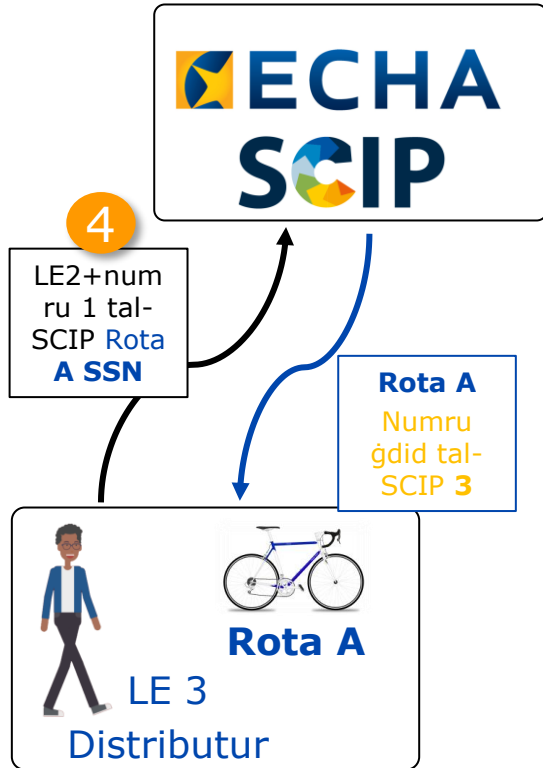 ECHA
SCIP
4
LE2+num
ru 1 tal-
SCIP Rota
A SSN
Rota A
Numru
ġdid tal-
SCIP 3
Rota A
LE 3
Distributur